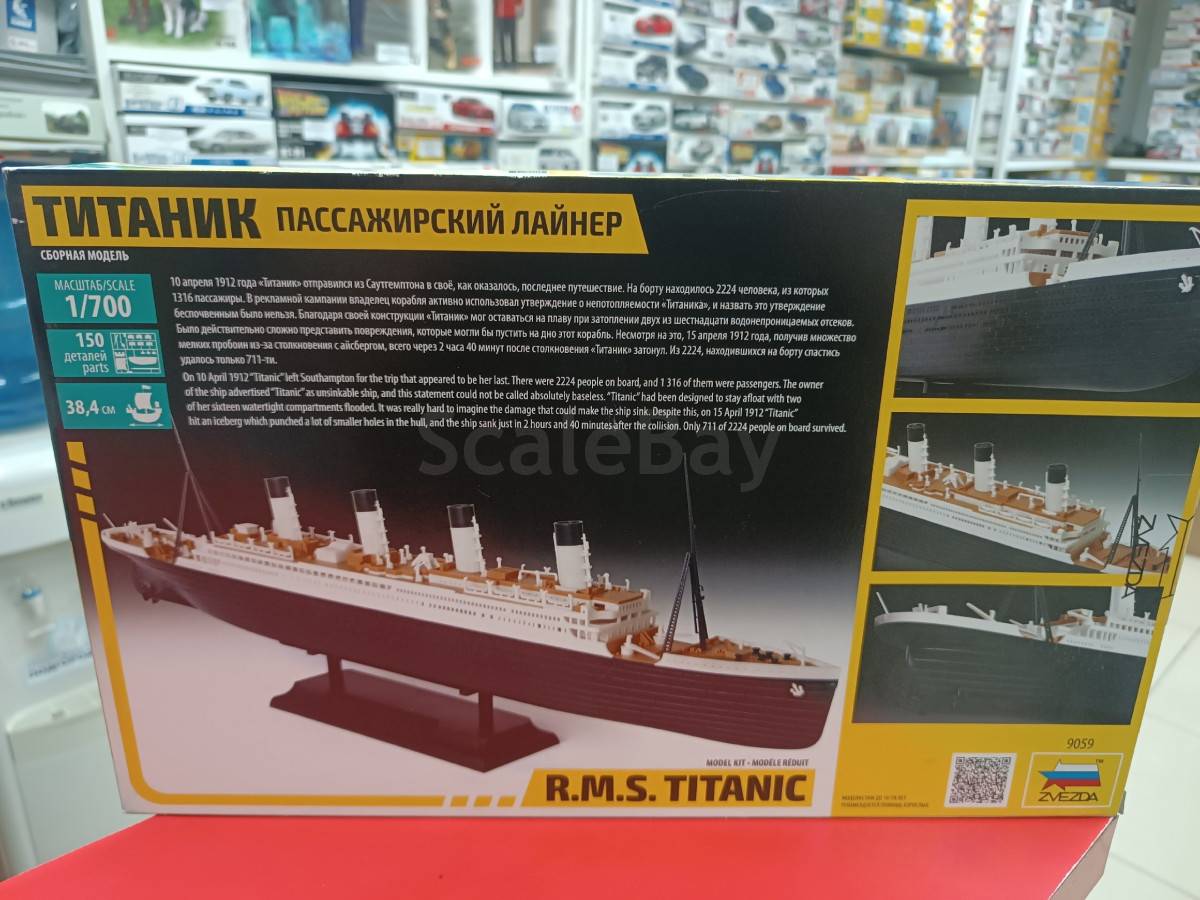 ТИТАНИК ПАССАЖИРСКИЙ ЛАЙНЕР
СБОРНАЯ МОДЕЛЬ
МАСШТАБ/SCALE
1/700
150
деталей
parts
38,4 см
10 апреля 1912 года «Титаник» отправился из Саутгемптона в своё, как оказалось, последнее путешествие. На борту находилось 2224 человека, из которых
1316 пассажиры. В рекламной кампании владелец корабля активно использовал утверждение о непотопляемости «Титаника», и назвать это утверждение
беспочвенным было нельзя. Благодаря своей конструкции «Титаник» мог оставаться на плаву при затоплении двух из шестнадцати водонепроницаемых отсеков.
Было действительно сложно представить повреждения, которые могли бы пустить на дно этот корабль. Несмотря на это, 15 апреля 1912 года, получив множество
мелких пробоин из-за столкновения с айсбергом, всего через 2 часа 40 минут после столкновения «Титаник» затонул. Из 2224, находившихся на борту спастись
удалось только 711-ти.
On 10 April 1912 "Titanic" left Southampton for the trip that appeared to be her last. There were 2224 people on board, and 1 316 of them were passengers. The owner
of the ship advertised "Titanic" as unsinkable ship, and this statement could not be called absolutely baseless. "Titanic" had been designed to stay afloat with two
of her sixteen watertight compartments flooded. It was really hard to imagine the damage that could make the ship sink. Despite this, on 15 April 1912 "Titanic"
hit an iceberg which punched a lot of smaller holes in the hull, and the ship sank just in 2 hours and 40 minutes after the collision. Only 711 of 2224 people on board survived.
ScaleBay
MODEL KIT - MODÈLE RÉDUIT
R.M.S. TITANIC
9059
ZVEZDA